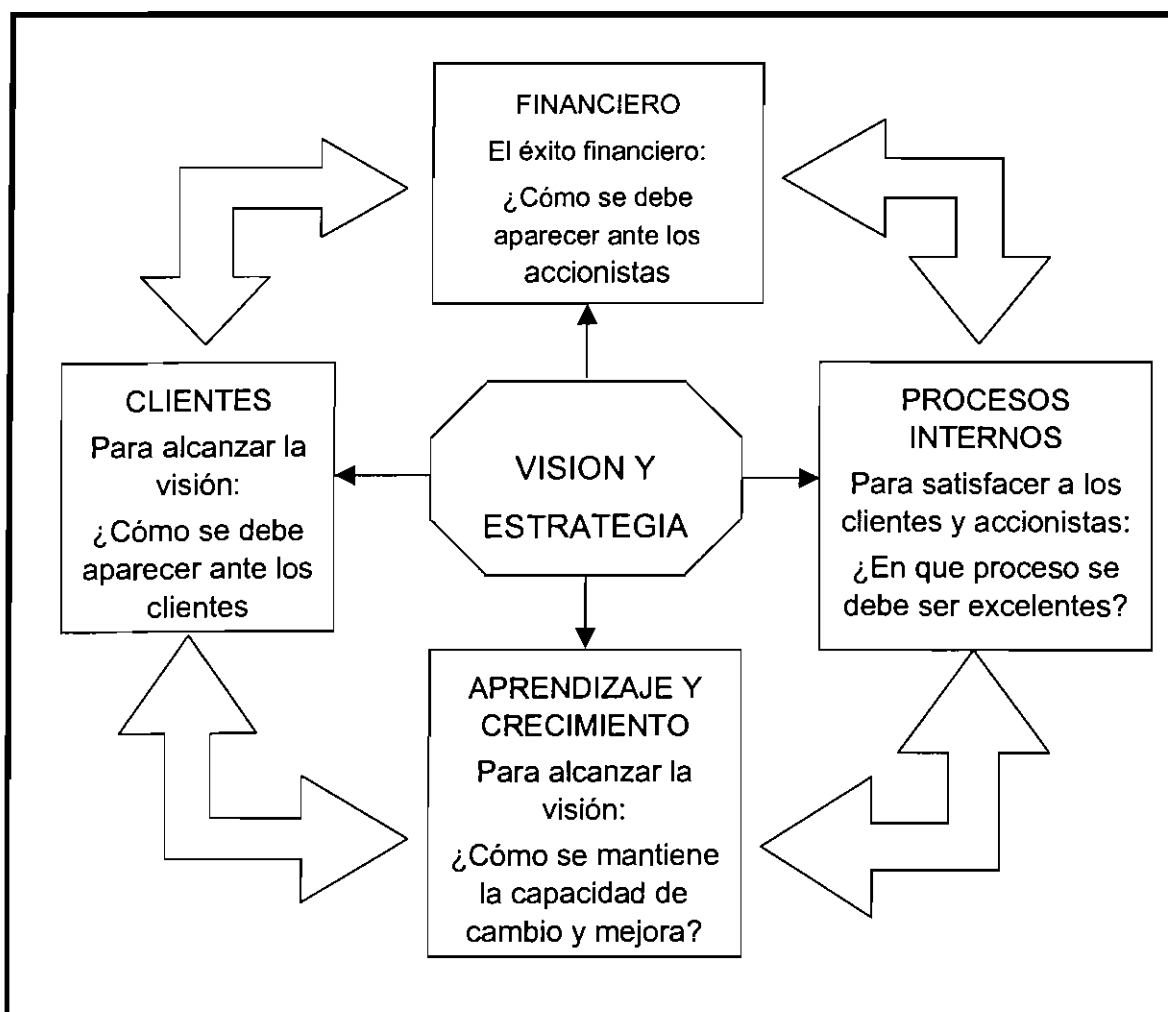 FINANCIERO
El éxito financiero:
¿Cómo se debe
aparecer ante los
accionistas
CLIENTES
Para alcanzar la
visión:
¿Cómo se debe
aparecer ante los
clientes
VISION Y
ESTRATEGIA
PROCESOS
INTERNOS
Para satisfacer a los
clientes y accionistas:
¿En que proceso se
debe ser excelentes?
APRENDIZAJE Y
CRECIMIENTO
Para alcanzar la
visión:
¿Cómo se mantiene
la capacidad de
cambio y mejora?